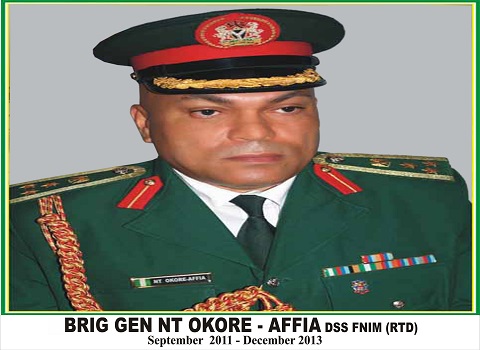 NT OKORE-AFFIA
BRIG GEN NT OKORE - AFFIA DSS FNIM (RTD)
September 2011 - December 2013